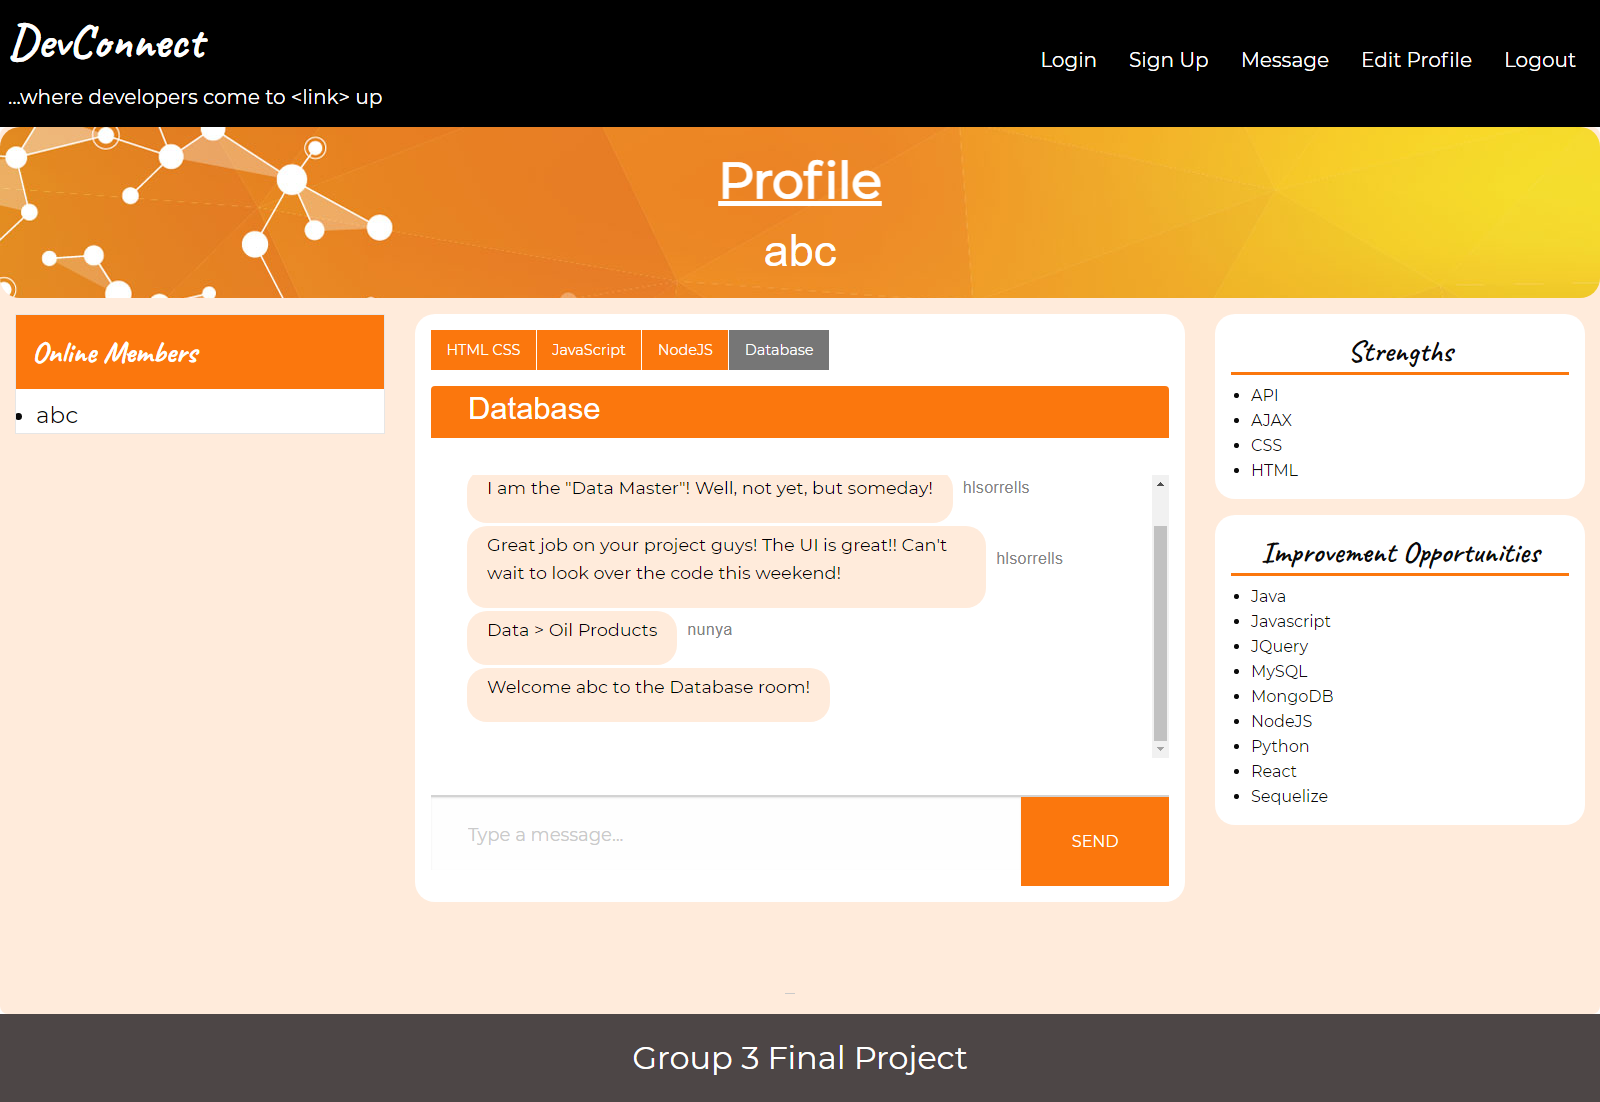 DevConnect
...where developers come to <link> up
Login Sign Up Message Edit Profile Logout
Profile
abc
Online Members
abc
HTML CSS JavaScript NodeJS Database
Database
I am the "Data Master"! Well, not yet, but someday! hlsorrells
Great job on your project guys! The UI is great!! Can't
wait to look over the code this weekend!
hlsorrells
Data > Oil Products nunya
Welcome abc to the Database room!
Type a message...
SEND
Strengths
API
AJAX
CSS
HTML
Improvement Opportunities
Java
Javascript
JQuery
MySQL
MongoDB
NodeJS
Python
React
Sequelize
Group 3 Final Project